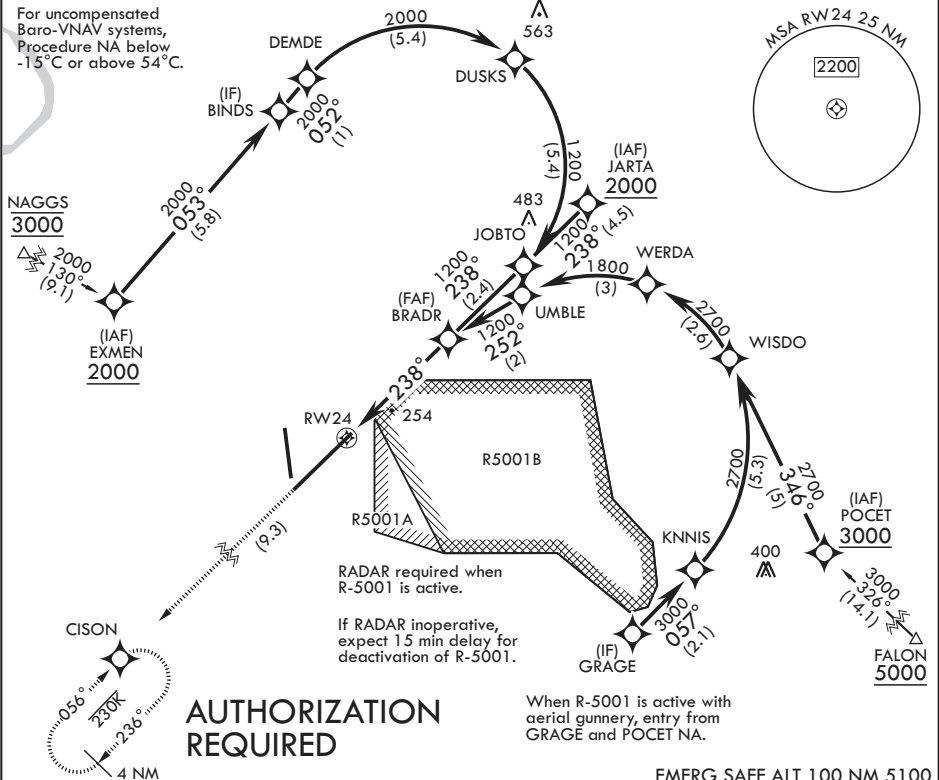 For uncompensated
Baro-VNAV systems,
Procedure NA below
-15°C or above 54°C.
2000
(5.4)
563
DEMDE
DUSKS
MSA RW24 25 NM
2200
(IF)
BINDS
2000
052°
(1)
1200
(5.4)
(IAF)
JARTA
2000
2000
053°
(5.8)
NAGGS
3000
2000
130°
(9.1)
483
JOBTO
1200
238°
(4.5)
WERDA
1800
(3)
1200
238°
(2.4)
(FAF)
BRADR
UMBLE
1200
252°
(2)
2700
(2.6)
WISDO
(IAF)
EXMEN
2000
238°
RW24
254
R5001B
2700
(5.3)
2700
346°
(5)
(IAF)
POCET
3000
R5001A
(9.3)
KNNIS
400
RADAR required when
R-5001 is active.
3000
326°
(14.1)
If RADAR inoperative,
expect 15 min delay for
deactivation of R-5001.
3000
057°
(2.1)
(IF)
GRAGE
FALON
5000
CISON
056°
230K
236°
4 NM
AUTHORIZATION
REQUIRED
When R-5001 is active with
aerial gunnery, entry from
GRAGE and POCET NA.
EMERG SAFE ALT 100 NM 5100